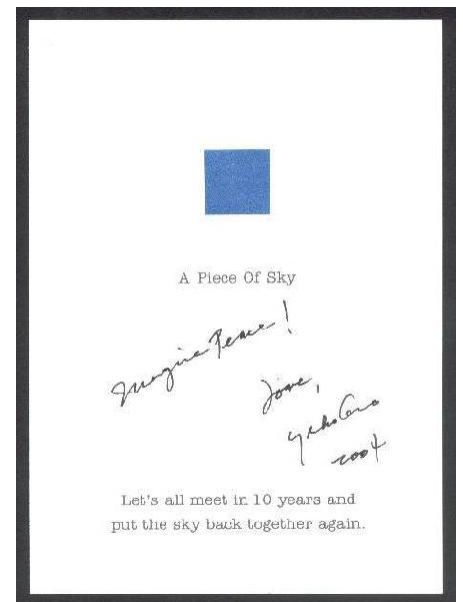 A Piece Of Sky
Imagine Peace!
love,
yoko ono
2004
Let's all meet in 10 years and
put the sky back together again.